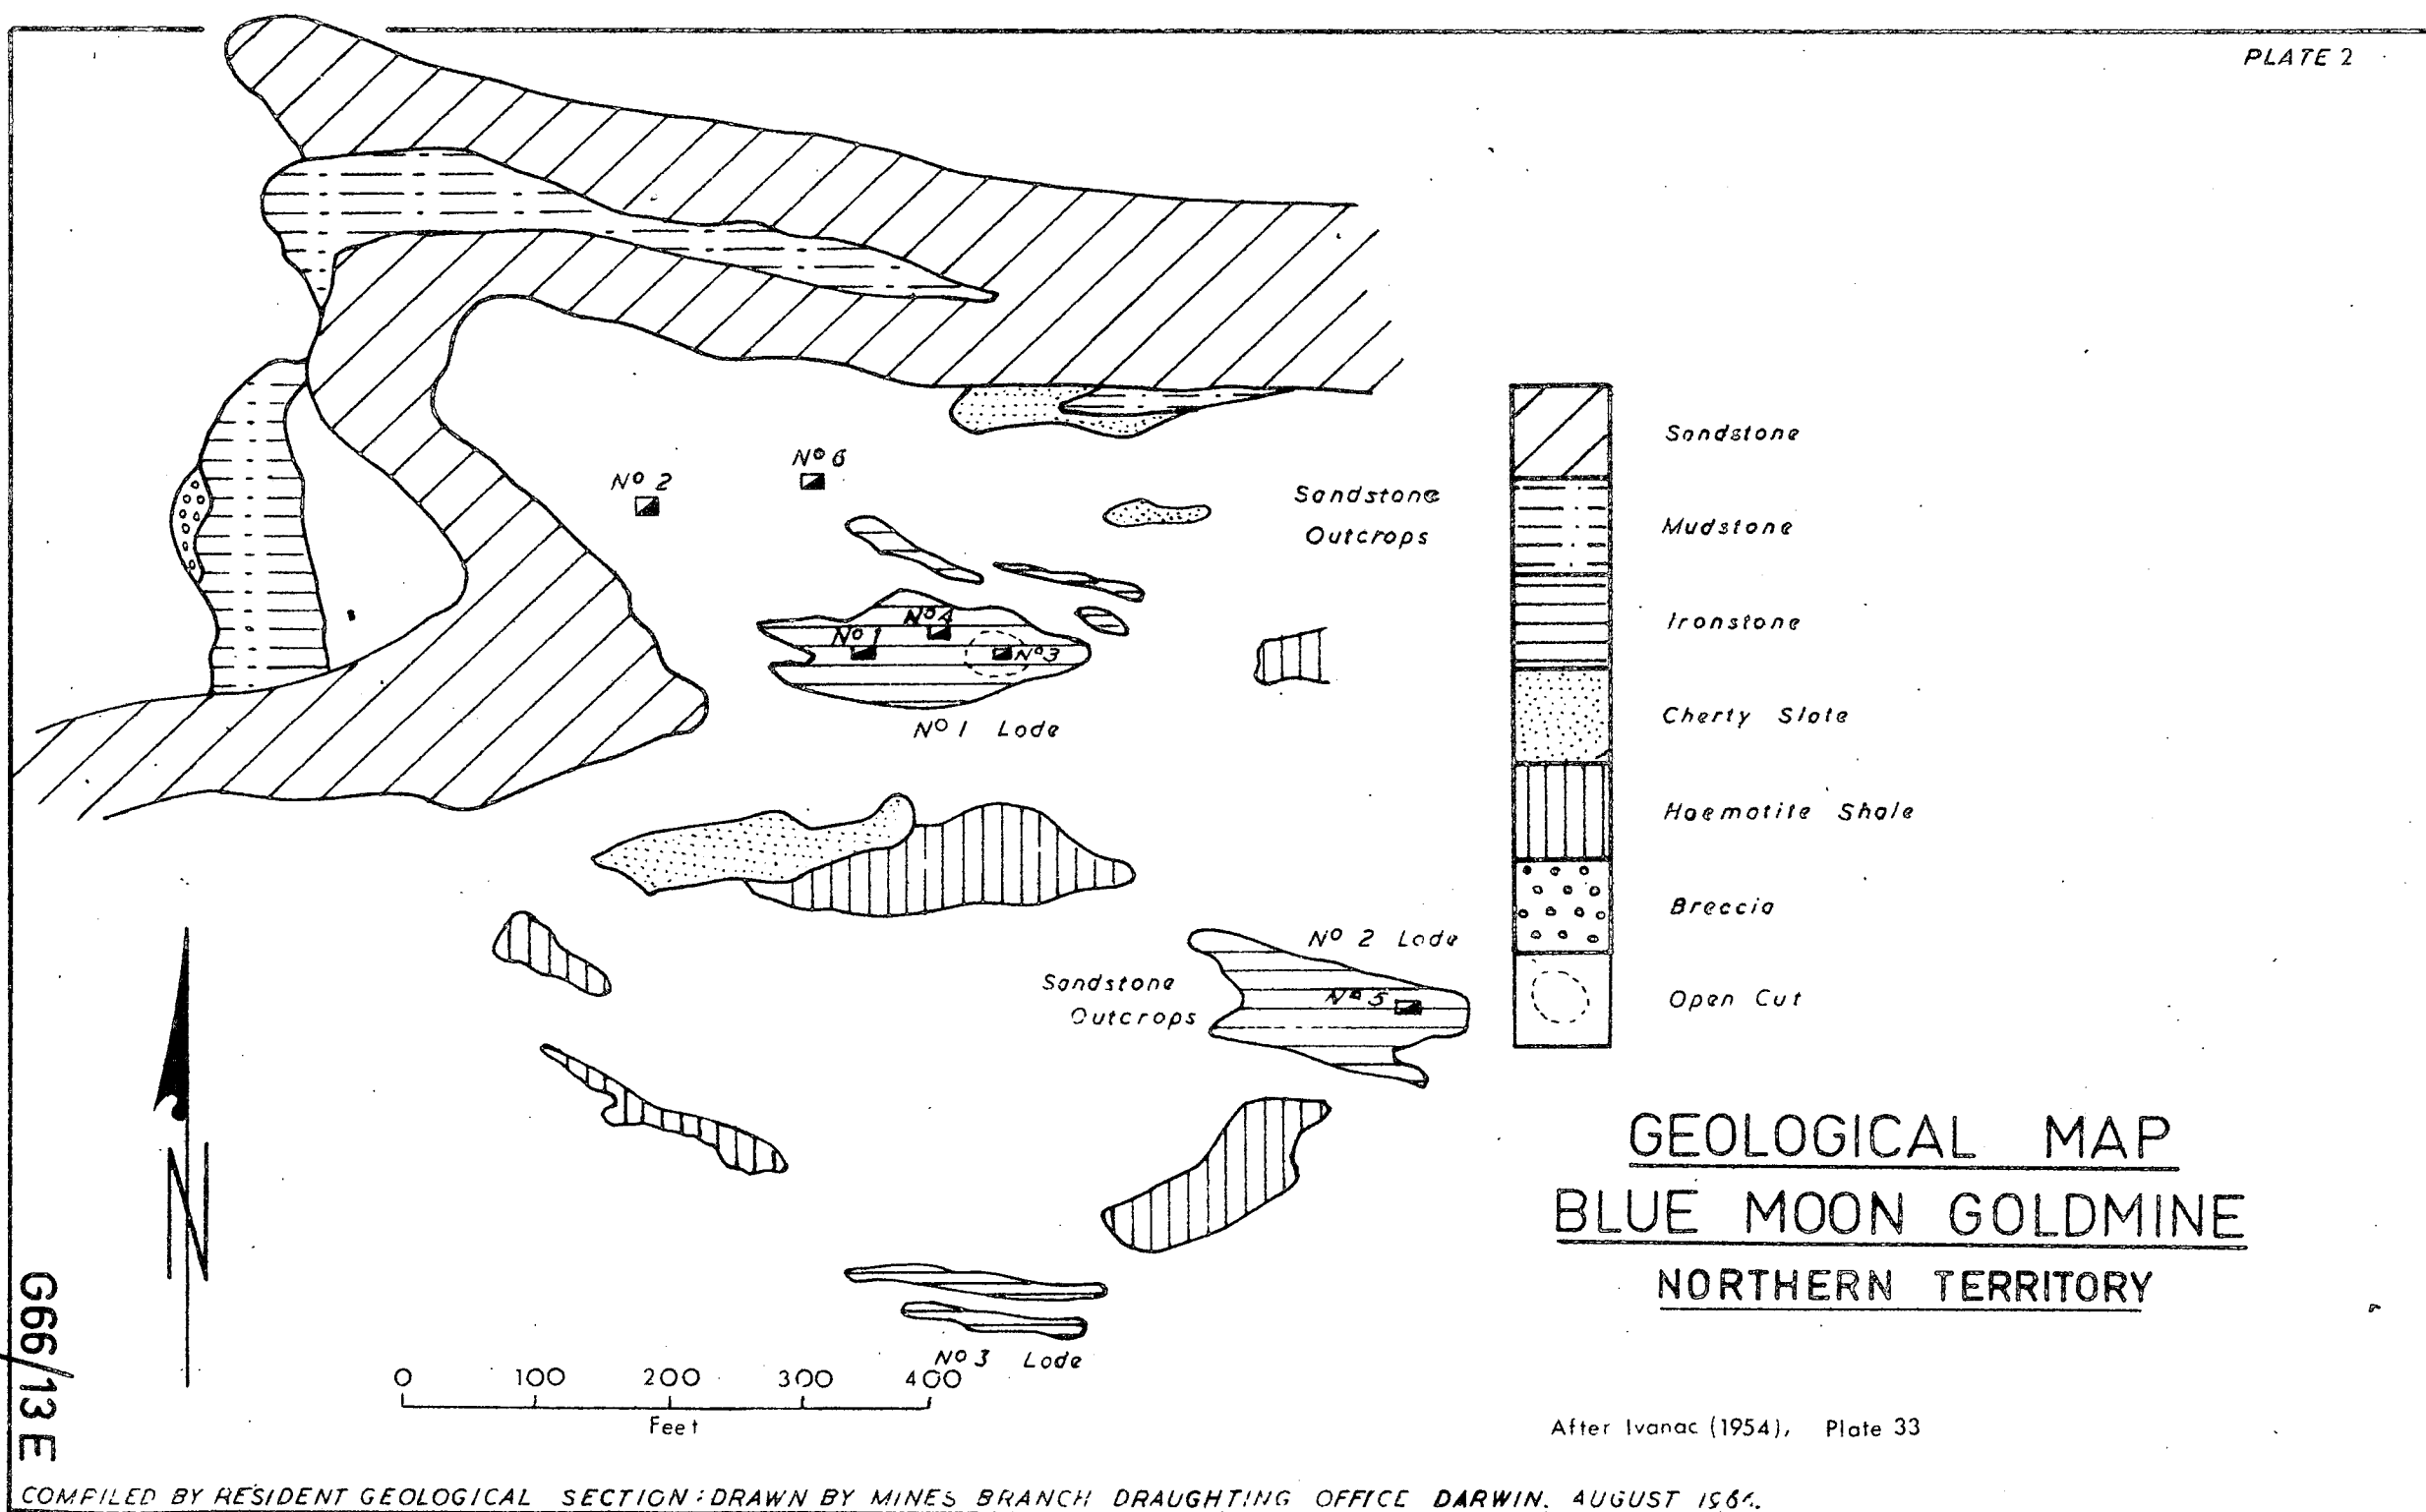 PLATE 2
Sandstone
Mudstone
Ironstone
Cherty Slate
Haematite Shale
Breccia
Open Cut
Nº 2
Nº 6
Sandstone
Outcrops
Nº 4
Nº 1
Nº 3
Nº 1 Lode
Nº 2 Lode
Nº 5
Sandstone
Outcrops
Nº 3 Lode
N
0 100 200 300 400
Feet
GEOLOGICAL MAP
BLUE MOON GOLDMINE
NORTHERN TERRITORY
After Ivanac (1954), Plate 33
G66/13 E
COMPILED BY RESIDENT GEOLOGICAL SECTION : DRAWN BY MINES BRANCH DRAUGHTING OFFICE DARWIN. AUGUST